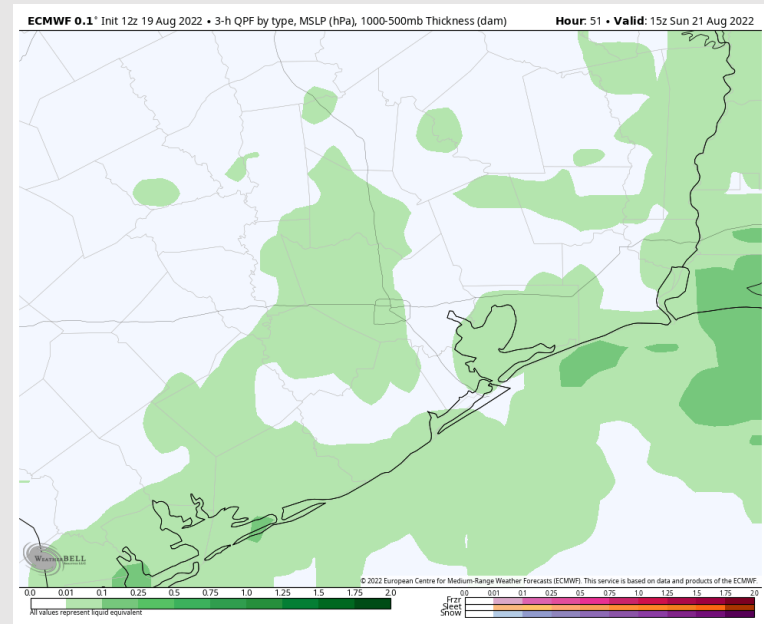 ECMWF 0.1° Init 12z 19 Aug 2022 • 3-h QPF by type, MSLP (hPa), 1000-500mb Thickness (dam) Hour: 51 • Valid: 15z Sun 21 Aug 2022
WEATHERBELL
© 2022 European Centre for Medium-Range Weather Forecasts (ECMWF). This service is based on data and products of the ECMWF.
0.0 0.01 0.1 0.25 0.5 0.75 1.0 1.25 1.5 1.75 2.0
All values represent liquid equivalent
0.0 0.01 0.1 0.25 0.5 0.75 1.0 1.25 1.5 1.75 2.0
Frzr
Sleet
Snow